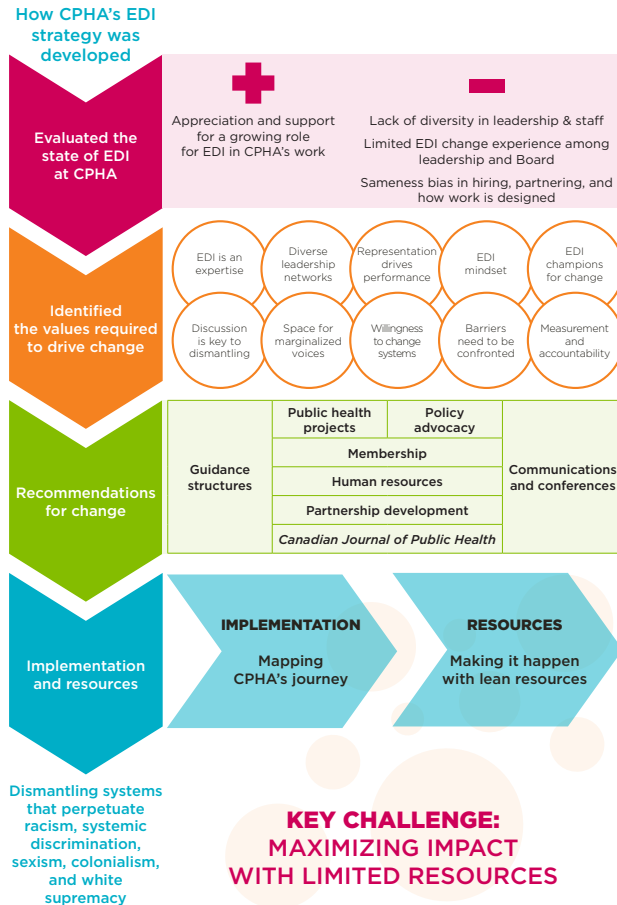 How CPHA's EDI
strategy was
developed
Evaluated the
state of EDI
at CPHA
Appreciation and support
for a growing role
for EDI in CPHA's work
Lack of diversity in leadership & staff
Limited EDI change experience among
leadership and Board
Sameness bias in hiring, partnering, and
how work is designed
Identified
the values required
to drive change
EDI is an
expertise
Diverse
leadership
networks
Representation
drives
performance
EDI
mindset
EDI
champions
for change
Discussion
is key to
dismantling
Space for
marginalized
voices
Willingness
to change
systems
Barriers
need to be
confronted
Measurement
and
accountability
Recommendations
for change
Guidance
structures
Public health
projects
Policy
advocacy
Membership
Human resources
Partnership development
Canadian Journal of Public Health
Communications
and conferences
Implementation
and resources
IMPLEMENTATION
Mapping
CPHA's journey
RESOURCES
Making it happen
with lean resources
Dismantling systems
that perpetuate
racism, systemic
discrimination,
sexism, colonialism,
and white
supremacy
KEY CHALLENGE:
MAXIMIZING IMPACT
WITH LIMITED RESOURCES